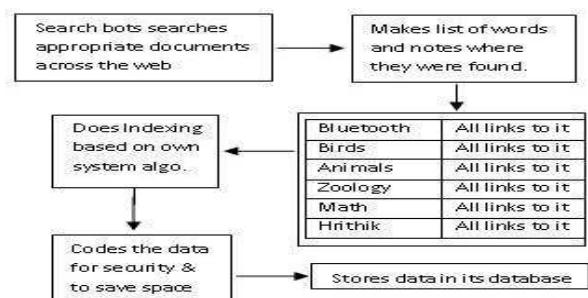 Search bots searches
appropriate documents
across the web
Makes list of words
and notes where
they were found.
Bluetooth All links to it
Birds All links to it
Animals All links to it
Zoology All links to it
Math All links to it
Hrithik All links to it
Does Indexing
based on own
system algo.
Codes the data
for security &
to save space
Stores data in its database